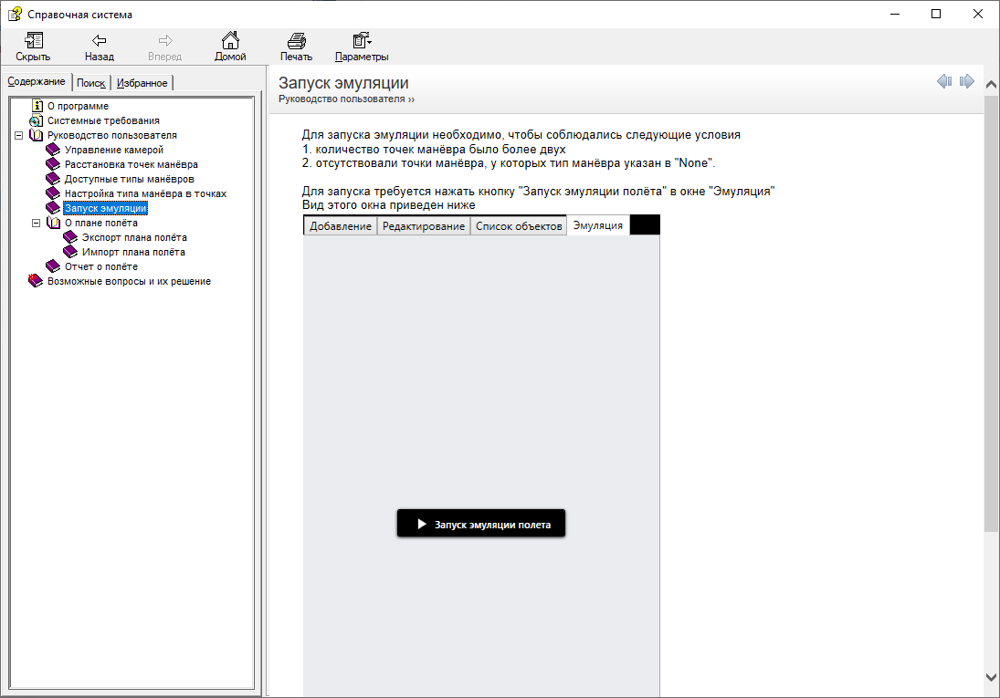 Справочная система
Скрыть Назад Вперед Домой Печать Параметры
Содержание Поиск Избранное
О программе
Системные требования
Руководство пользователя
Управление камерой
Расстановка точек манёвра
Доступные типы манёвров
Настройка типа манёвра в точках
Запуск эмуляции
О плане полёта
Экспорт плана полёта
Импорт плана полёта
Отчет о полёте
Возможные вопросы и их решение
Запуск эмуляции
Руководство пользователя ››
Для запуска эмуляции необходимо, чтобы соблюдались следующие условия
1. количество точек манёвра было более двух
2. отсутствовали точки манёвра, у которых тип манёвра указан в "None".
Для запуска требуется нажать кнопку "Запуск эмуляции полёта" в окне "Эмуляция"
Вид этого окна приведен ниже
Добавление Редактирование Список объектов Эмуляция
Запуск эмуляции полета